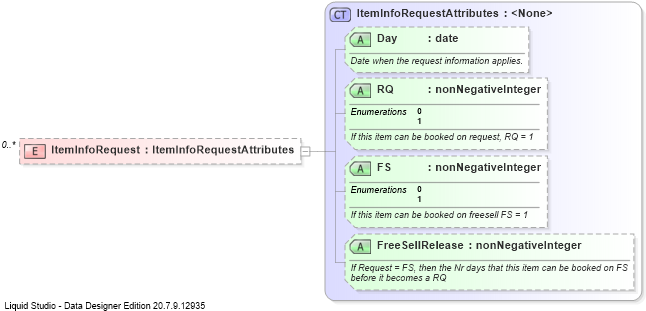 CT ItemInfoRequestAttributes : <None>
A Day : date
Date when the request information applies.
A RQ : nonNegativeInteger
Enumerations 0
1
If this item can be booked on request, RQ = 1
0..*
E ItemInfoRequest : ItemInfoRequestAttributes
A FS : nonNegativeInteger
Enumerations 0
1
If this item can be booked on freesell FS = 1
A FreeSellRelease : nonNegativeInteger
If Request = FS, then the Nr days that this item can be booked on FS
before it becomes a RQ
Liquid Studio - Data Designer Edition 20.7.9.12935